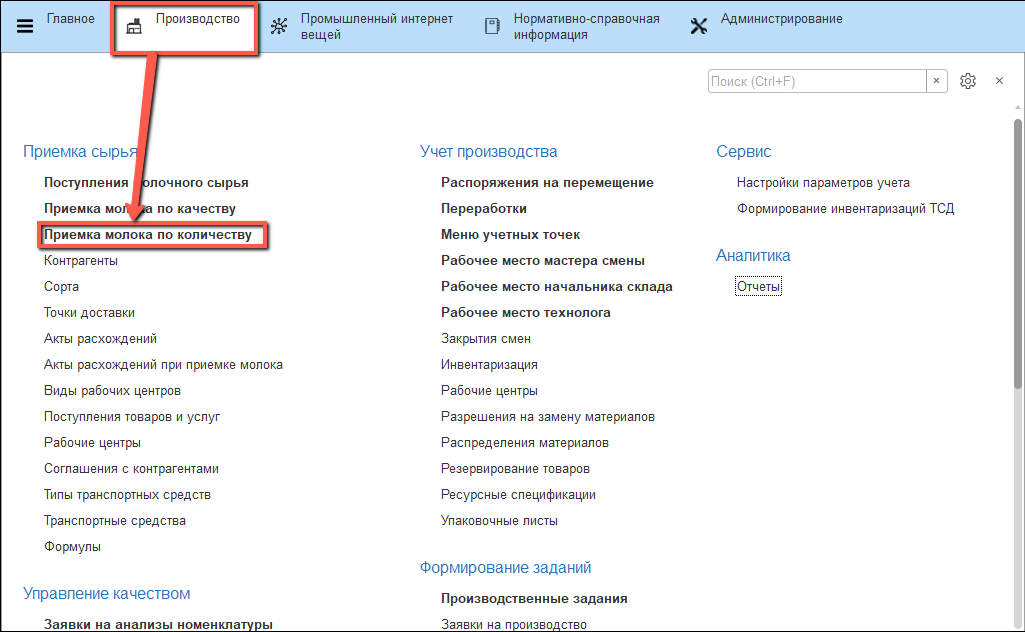 Главное
Производство
Промышленный интернет
вещей
Нормативно-справочная
информация
Администрирование
Поиск (Ctrl+F)
Приемка сырья
Поступления молочного сырья
Приемка молока по качеству
Приемка молока по количеству
Контрагенты
Сорта
Точки доставки
Акты расхождений
Акты расхождений при приемке молока
Виды рабочих центров
Поступления товаров и услуг
Рабочие центры
Соглашения с контрагентами
Типы транспортных средств
Транспортные средства
Формулы
Управление качеством
Заявки на анализы номенклатуры
Учет производства
Распоряжения на перемещение
Переработки
Меню учетных точек
Рабочее место мастера смены
Рабочее место начальника склада
Рабочее место технолога
Закрытия смен
Инвентаризация
Рабочие центры
Разрешения на замену материалов
Распределения материалов
Резервирование товаров
Ресурсные спецификации
Упаковочные листы
Формирование заданий
Производственные задания
Заявки на производство
Сервис
Настройки параметров учета
Формирование инвентаризаций ТСД
Аналитика
Отчеты